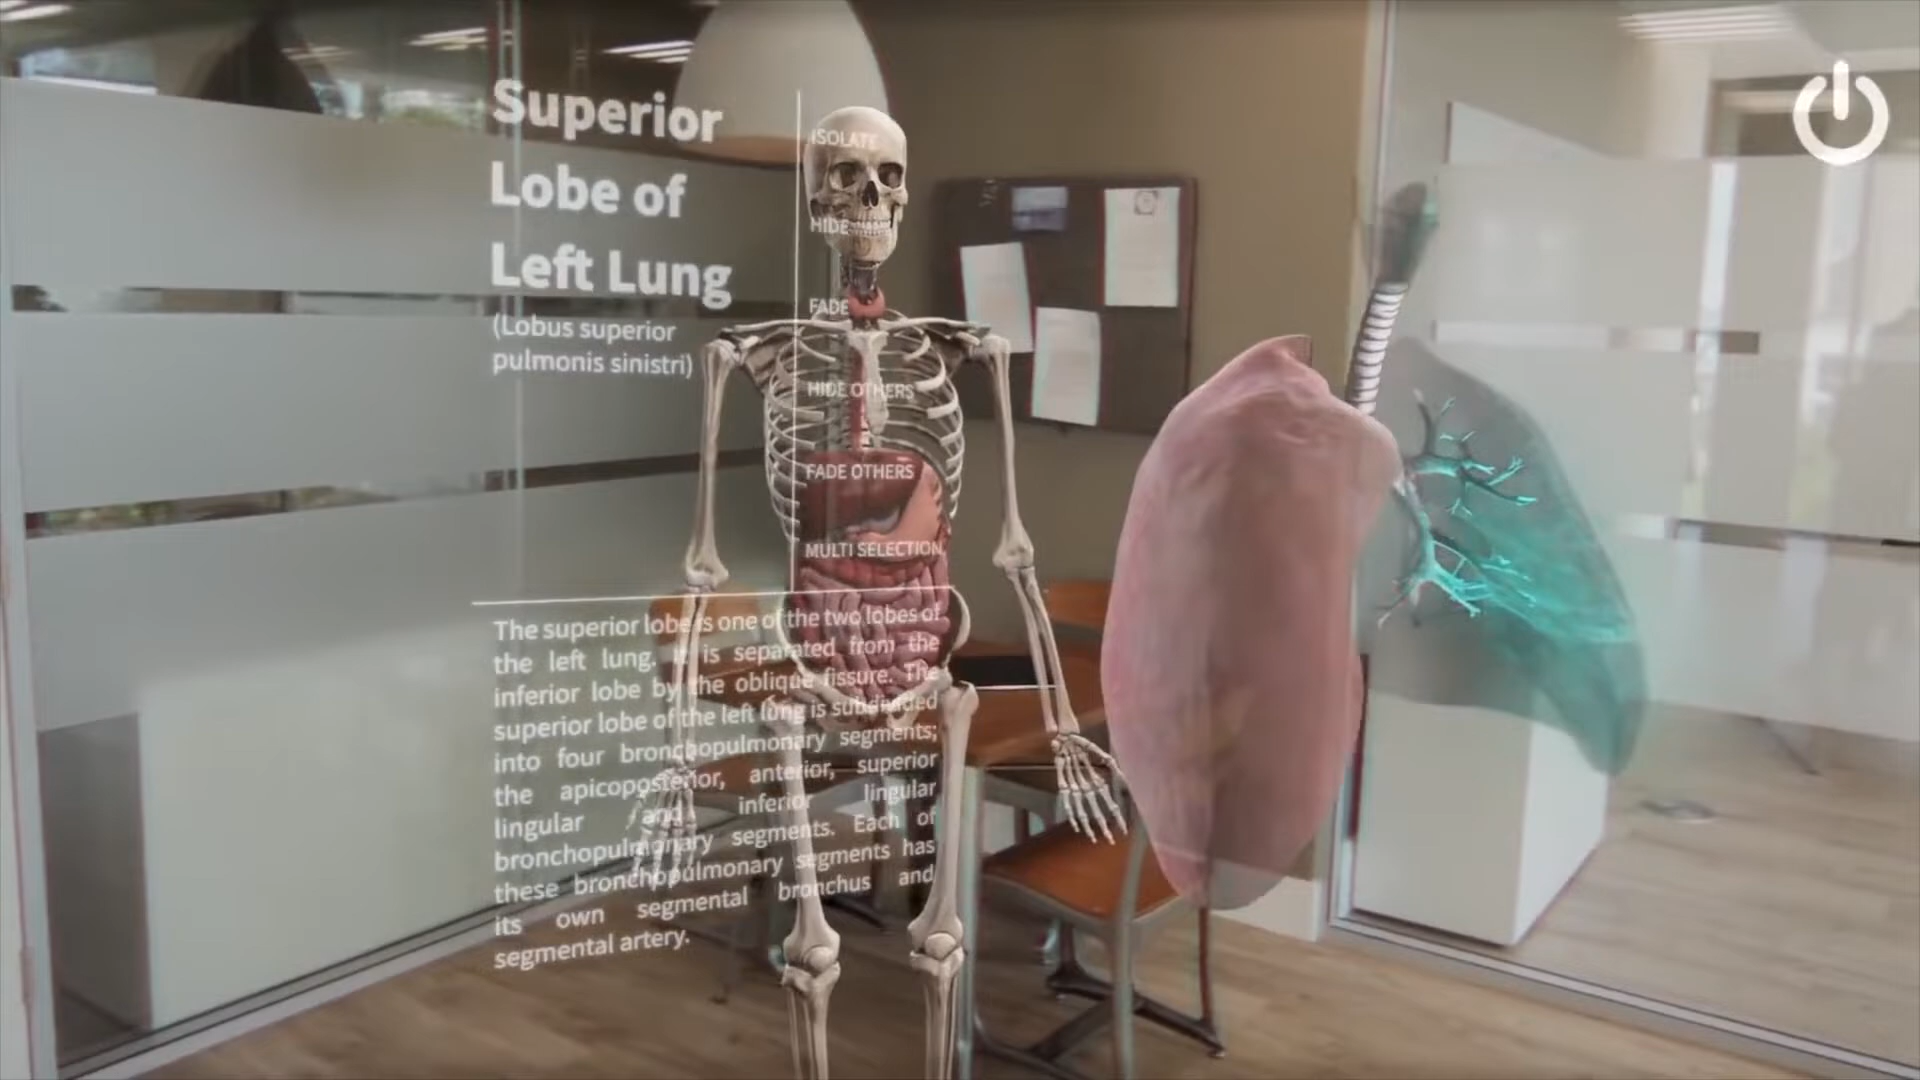 Superior
Lobe of
Left Lung
(Lobus superior
pulmonis sinistri)
ISOLATE
HIDE
FADE
HIDE OTHERS
FADE OTHERS
MULTI SELECTION
The superior lobe is one of the two lobes of
the left lung. It is separated from the
inferior lobe by the oblique fissure. The
superior lobe of the left lung is subdivided
into four bronchopulmonary segments;
the apicoposterior, anterior, superior
lingular and inferior lingular
bronchopulmonary segments. Each of
these bronchopulmonary segments has
its own segmental bronchus and
segmental artery.